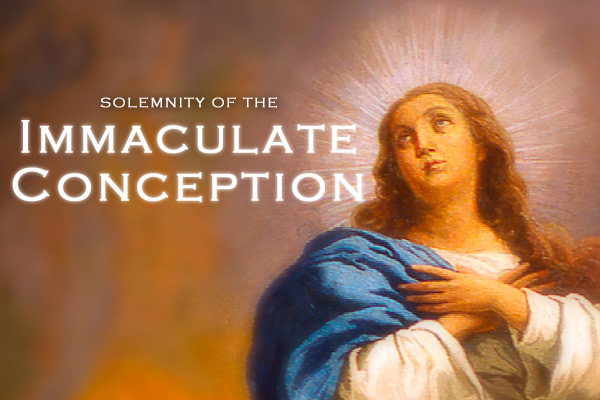 SOLEMNITY OF THE
IMMACULATE
CONCEPTION